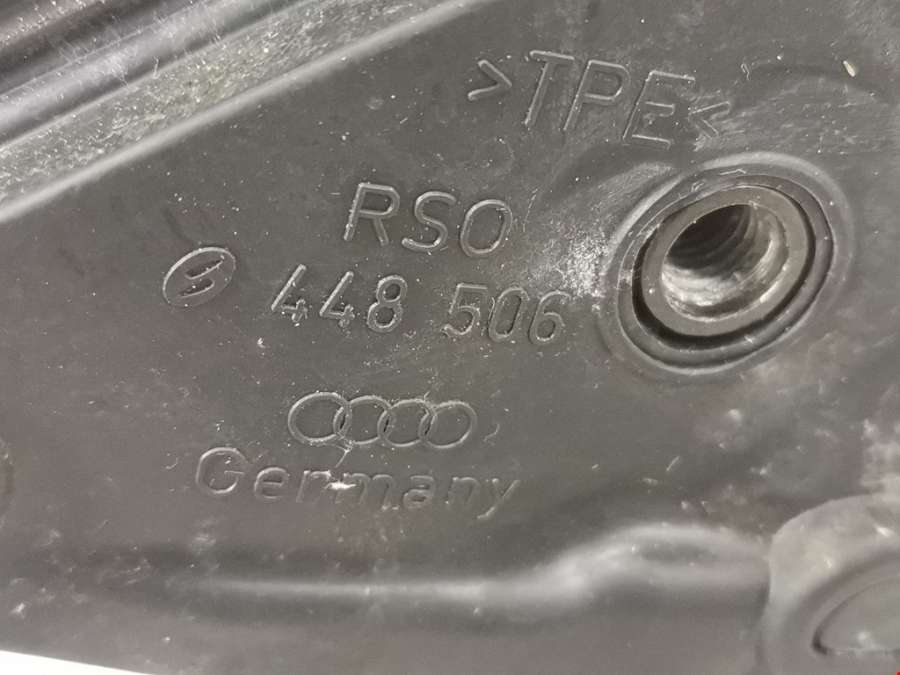 >TPE<
RSO
448 506
Germany